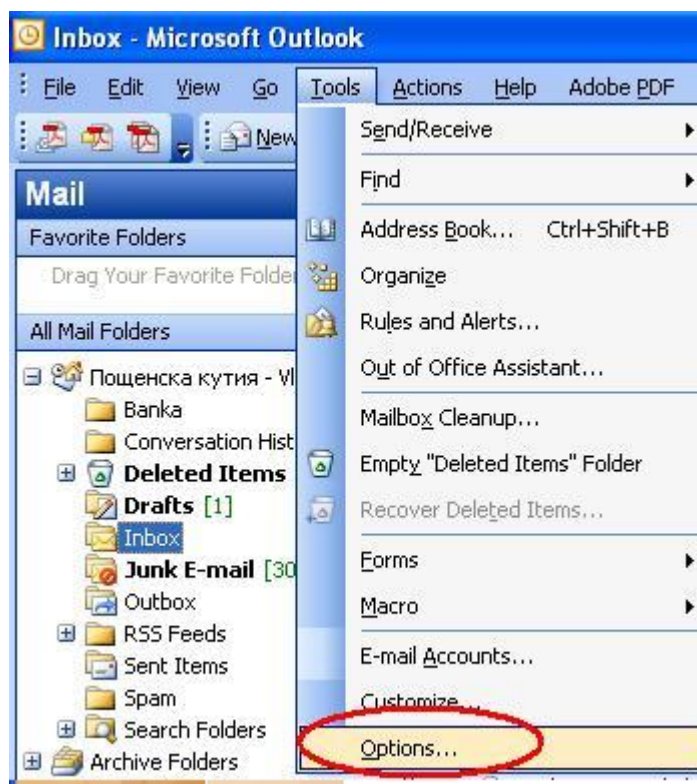 Inbox - Microsoft Outlook
File Edit View Go Tools Actions Help Adobe PDF
New
Mail
Favorite Folders
Drag Your Favorite
All Mail Folders
Пощенска кутия -
Banka
Conversation
Deleted Items
Drafts [1]
Inbox
Junk E-mail [30
Outbox
RSS Feeds
Sent Items
Spam
Search Folders
Archive Folders
Send/Receive
Find
Address Book... Ctrl+Shift+B
Organize
Rules and Alerts...
Out of Office Assistant...
Mailbox Cleanup...
Empty "Deleted Items" Folder
Recover Deleted Items...
Forms
Macro
E-mail Accounts...
Customize...
Options...